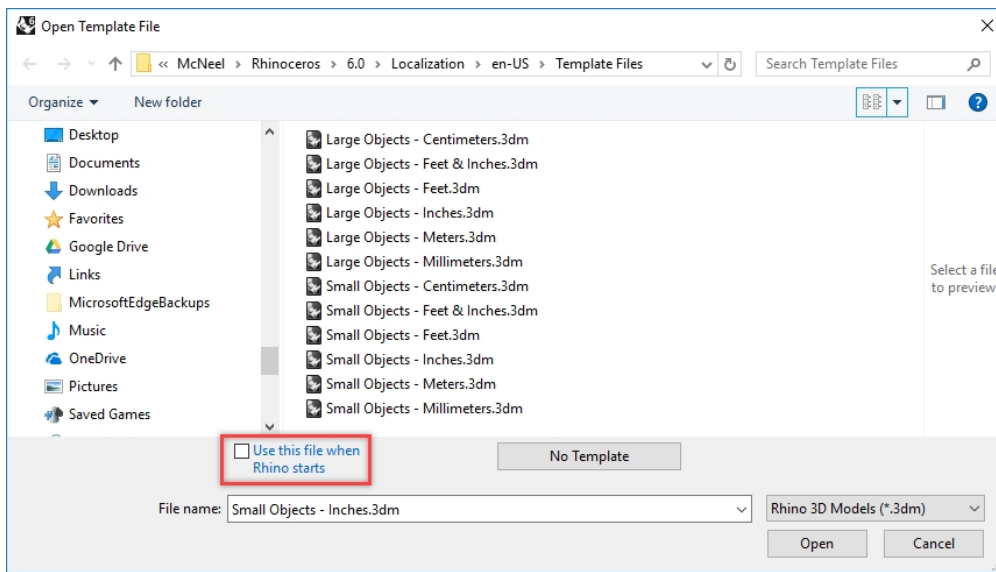 Open Template File
« McNeel > Rhinoceros > 6.0 > Localization > en-US > Template Files
Search Template Files
Organize
New folder
Desktop
Documents
Downloads
Favorites
Google Drive
Links
MicrosoftEdgeBackups
Music
OneDrive
Pictures
Saved Games
Large Objects - Centimeters.3dm
Large Objects - Feet & Inches.3dm
Large Objects - Feet.3dm
Large Objects - Inches.3dm
Large Objects - Meters.3dm
Large Objects - Millimeters.3dm
Small Objects - Centimeters.3dm
Small Objects - Feet & Inches.3dm
Small Objects - Feet.3dm
Small Objects - Inches.3dm
Small Objects - Meters.3dm
Small Objects - Millimeters.3dm
Select a file
to preview
Use this file when
Rhino starts
No Template
File name:
Small Objects - Inches.3dm
Rhino 3D Models (*.3dm)
Open
Cancel